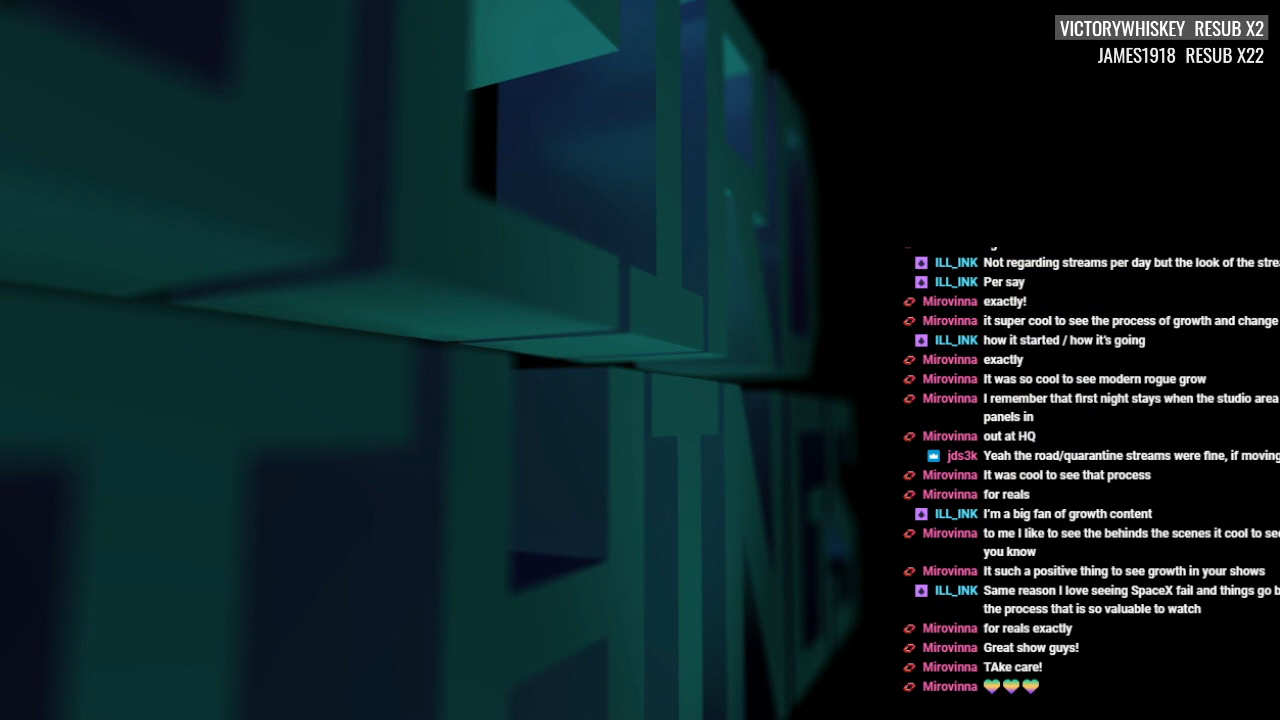 VICTORYWHISKEY RESUB X2
JAMES1918 RESUB X22
ILL_INK Not regarding streams per day but the look of the
ILL_INK Per say
Mirovinna exactly!
Mirovinna it super cool to see the process of growth and change
ILL_INK how it started / how it's going
Mirovinna exactly
Mirovinna It was so cool to see modern rogue grow
Mirovinna I remember that first night stays when the studio area
panels in
Mirovinna out at HQ
jds3k Yeah the road/quarantine streams were fine, if moving
Mirovinna It was cool to see that process
Mirovinna for reals
ILL_INK I'm a big fan of growth content
Mirovinna to me I like to see the behinds the scenes it cool to
you know
Mirovinna It such a positive thing to see growth in your shows
ILL_INK Same reason I love seeing SpaceX fail and things go
the process that is so valuable to watch
Mirovinna for reals exactly
Mirovinna Great show guys!
Mirovinna TAke care!
Mirovinna